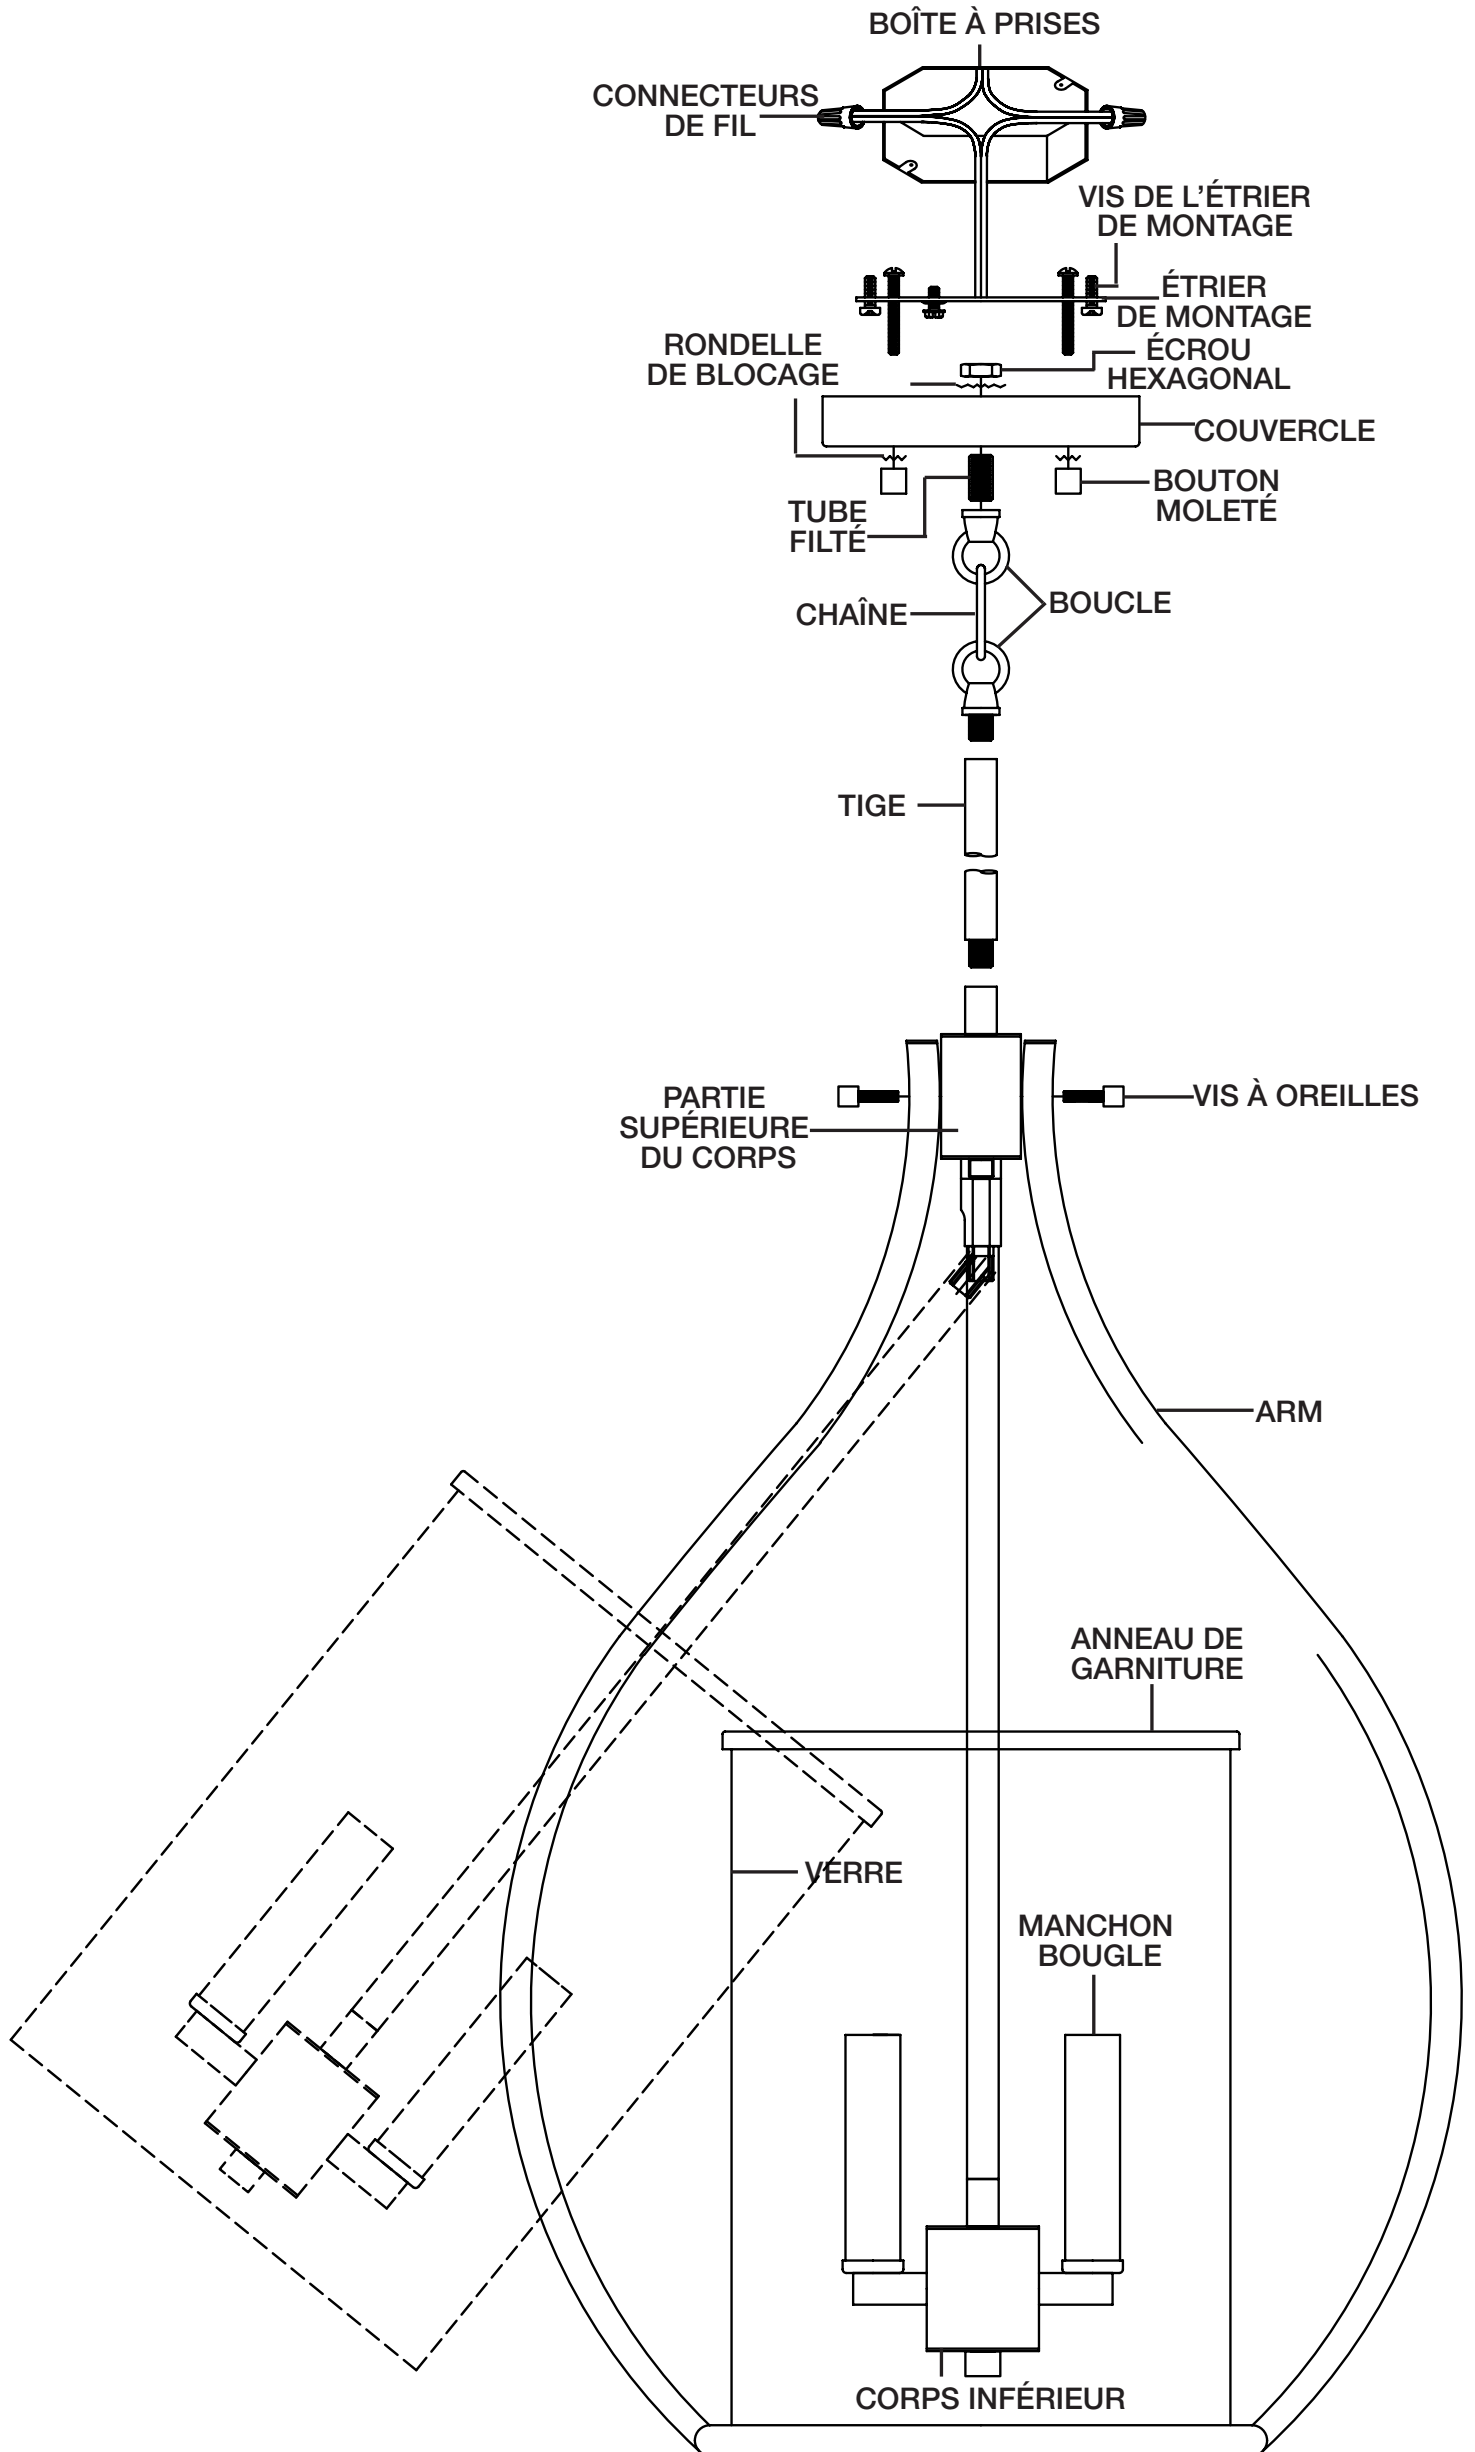 BOÎTE À PRISES
CONNECTEURS
DE FIL
VIS DE L'ÉTRIER
DE MONTAGE
ÉTRIER
DE MONTAGE
RONDELLE
DE BLOCAGE
ÉCROU
HEXAGONAL
COUVERCLE
BOUTON
MOLETÉ
TUBE
FILTÉ
CHAÎNE
BOUCLE
TIGE
PARTIE
SUPÉRIEURE
DU CORPS
VIS À OREILLES
ARM
ANNEAU DE
GARNITURE
VERRE
MANCHON
BOUGLE
CORPS INFÉRIEUR